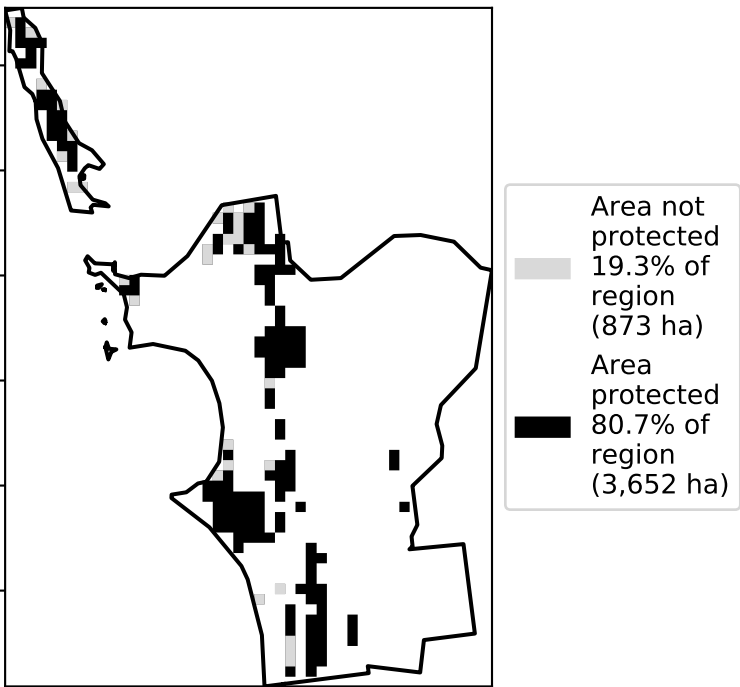 Area not
protected
19.3% of
region
(873 ha)
Area
protected
80.7% of
region
(3,652 ha)